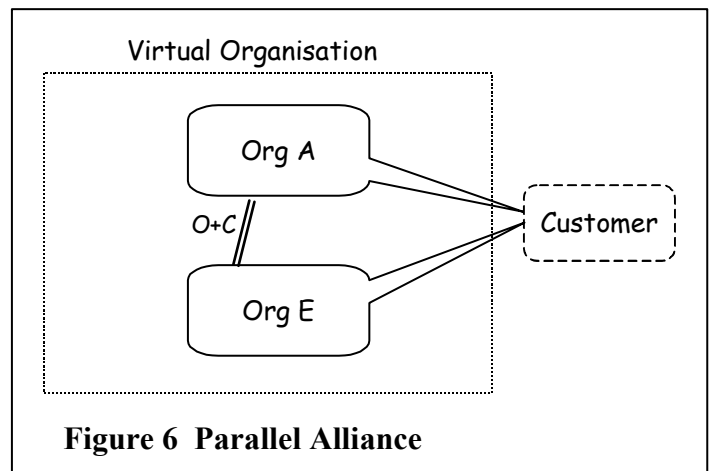 Virtual Organisation
Org A
O+C
Customer
Org E
Figure 6  Parallel Alliance